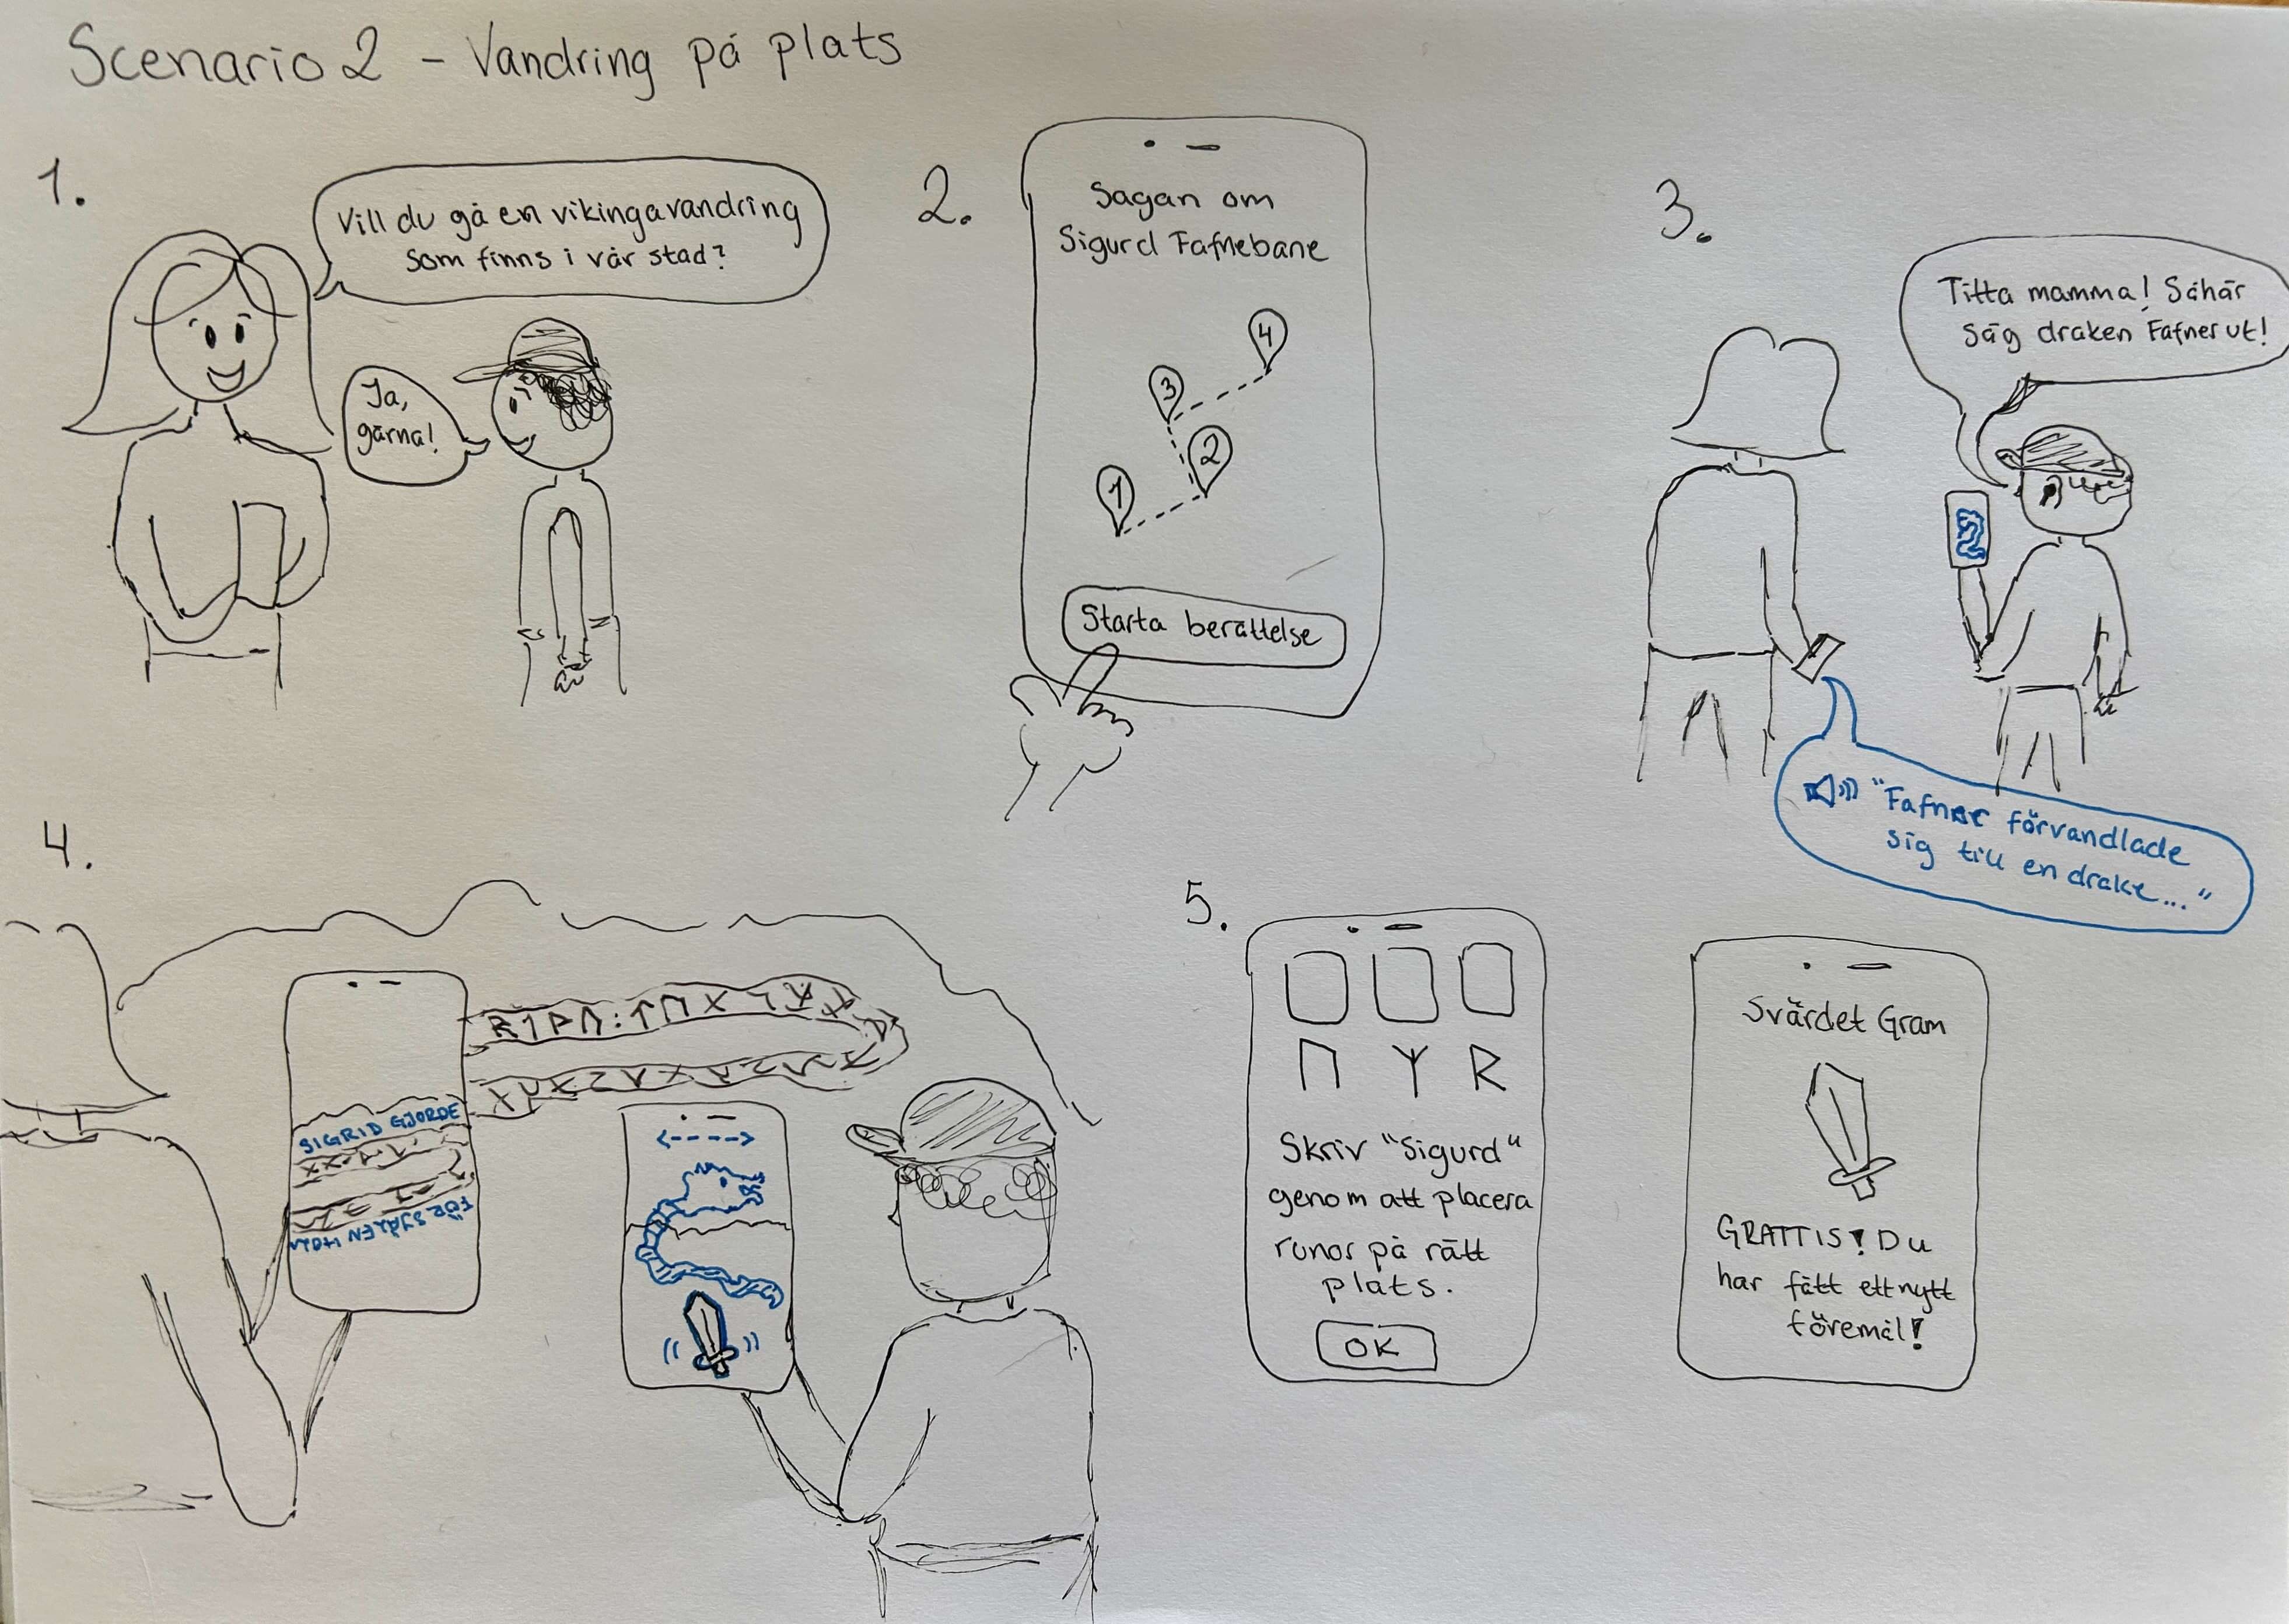 Scenario 2 - Vandring på plats
1.
Vill du gå en vikingavandring
som finns i vår stad?
Ja,
gärna!
2.
Sagan om
Sigurd Fafnebane
4
3
2
1
Starta berättelse
3.
Titta mamma! Såhär
såg draken Fafner ut!
"Fafner förvandlade
sig till en drake..."
4.
SIGRID GJORDE
FÖR SJÄLEN HOLM
5.
ᚢ ᛉ ᚱ
Skriv "Sigurd"
genom att placera
runor på rätt
plats.
OK
Svärdet Gram
GRATTIS! Du
har fått ett nytt
föremål!